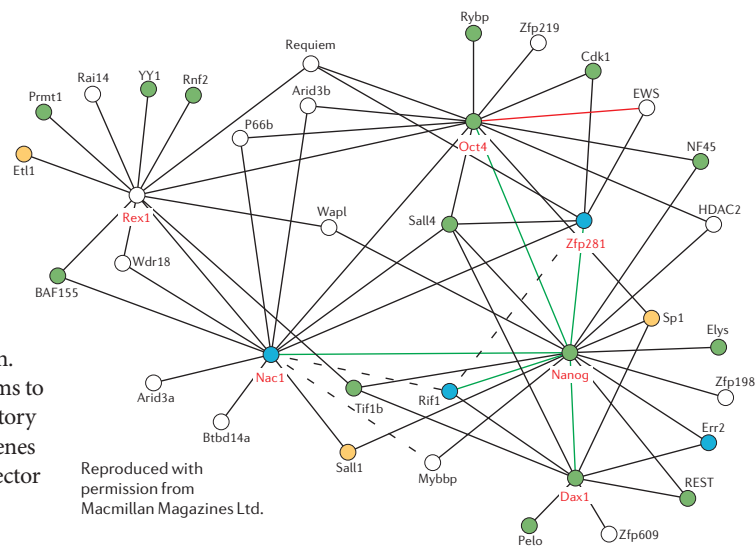 Rybp
Zfp219
Requiem
Cdk1
Rai14
YY1
Rnf2
Arid3b
EWS
Prmt1
P66b
Oct4
NF45
Etl1
Rex1
Wapl
Sall4
HDAC2
Zfp281
Wdr18
BAF155
Sp1
Elys
n.
ms to
tory
enes
ector
Nac1
Nanog
Arid3a
Tif1b
Rif1
Zfp198
Btbd14a
Err2
Sall1
Mybbp
Reproduced with
permission from
Macmillan Magazines Ltd.
Dax1
REST
Pelo
Zfp609